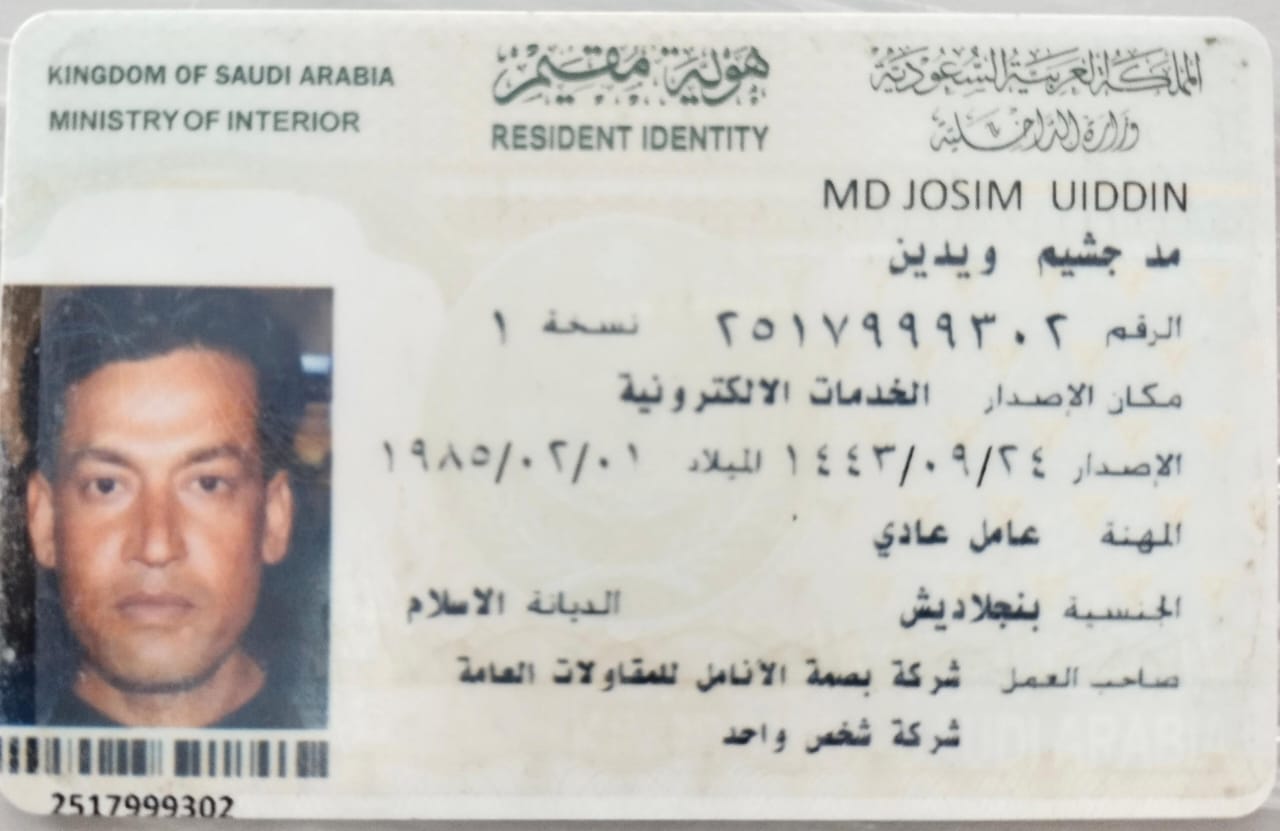 KINGDOM OF SAUDI ARABIA
MINISTRY OF INTERIOR
هوية مقيم
RESIDENT IDENTITY
المملكة العربية السعودية
وزارة الداخلية
MD JOSIM UIDDIN
مد جشيم ويدين
الرقم ٢٥١٧٩٩٩٣٠٢ نسخة ١
مكان الإصدار الخدمات الالكترونية
الإصدار ١٤٤٣/٠٩/٢٤ الميلاد ١٩٨٥/٠٢/٠١
المهنة عامل عادي
الجنسية بنجلاديش الديانة الاسلام
صاحب العمل شركة بصمة الانامل للمقاولات العامة
شركة شخص واحد
SAUDI ARABIA
2517999302